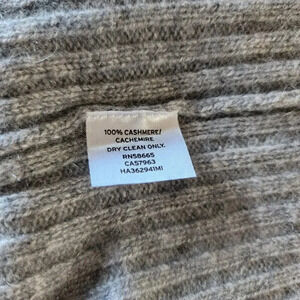 100% CASHMERE/
CACHEMIRE
DRY CLEAN ONLY.
RN58665
CA57963
HA362941MI